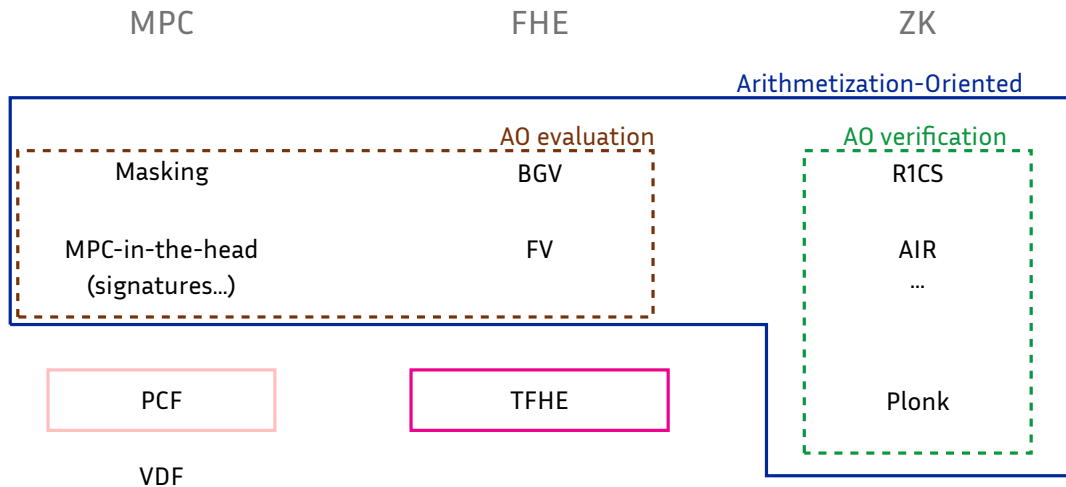 MPC FHE ZK
Arithmetization-Oriented
AO evaluation AO verification
Masking BGV R1CS
MPC-in-the-head FV AIR
(signatures...) ...
PCF TFHE Plonk
VDF